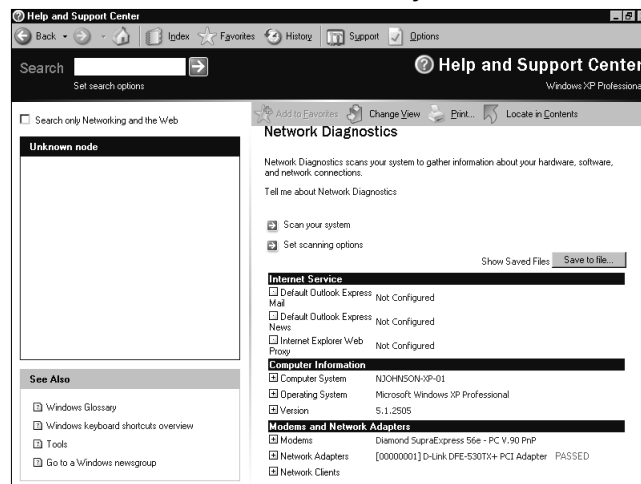 Help and Support Center
Back
Index
Favorites
History
Support
Options
Search
Set search options
Help and Support Center
Windows XP Professional
Search only Networking and the Web
Unknown node
Add to Favorites
Change View
Print...
Locate in Contents
Network Diagnostics
Network Diagnostics scans your system to gather information about your hardware, software,
and network connections.
Tell me about Network Diagnostics
Scan your system
Set scanning options
Show Saved Files
Save to file...
Internet Service
Default Outlook Express
Mail
Not Configured
Default Outlook Express
News
Not Configured
Internet Explorer Web
Proxy
Not Configured
Computer Information
Computer System NJOHNSON-XP-01
Operating System Microsoft Windows XP Professional
Version 5.1.2505
Modems and Network Adapters
Modems Diamond SupraExpress 56e - PC V.90 PnP
Network Adapters [00000001] D-Link DFE-530TX+ PCI Adapter PASSED
Network Clients
See Also
Windows Glossary
Windows keyboard shortcuts overview
Tools
Go to a Windows newsgroup